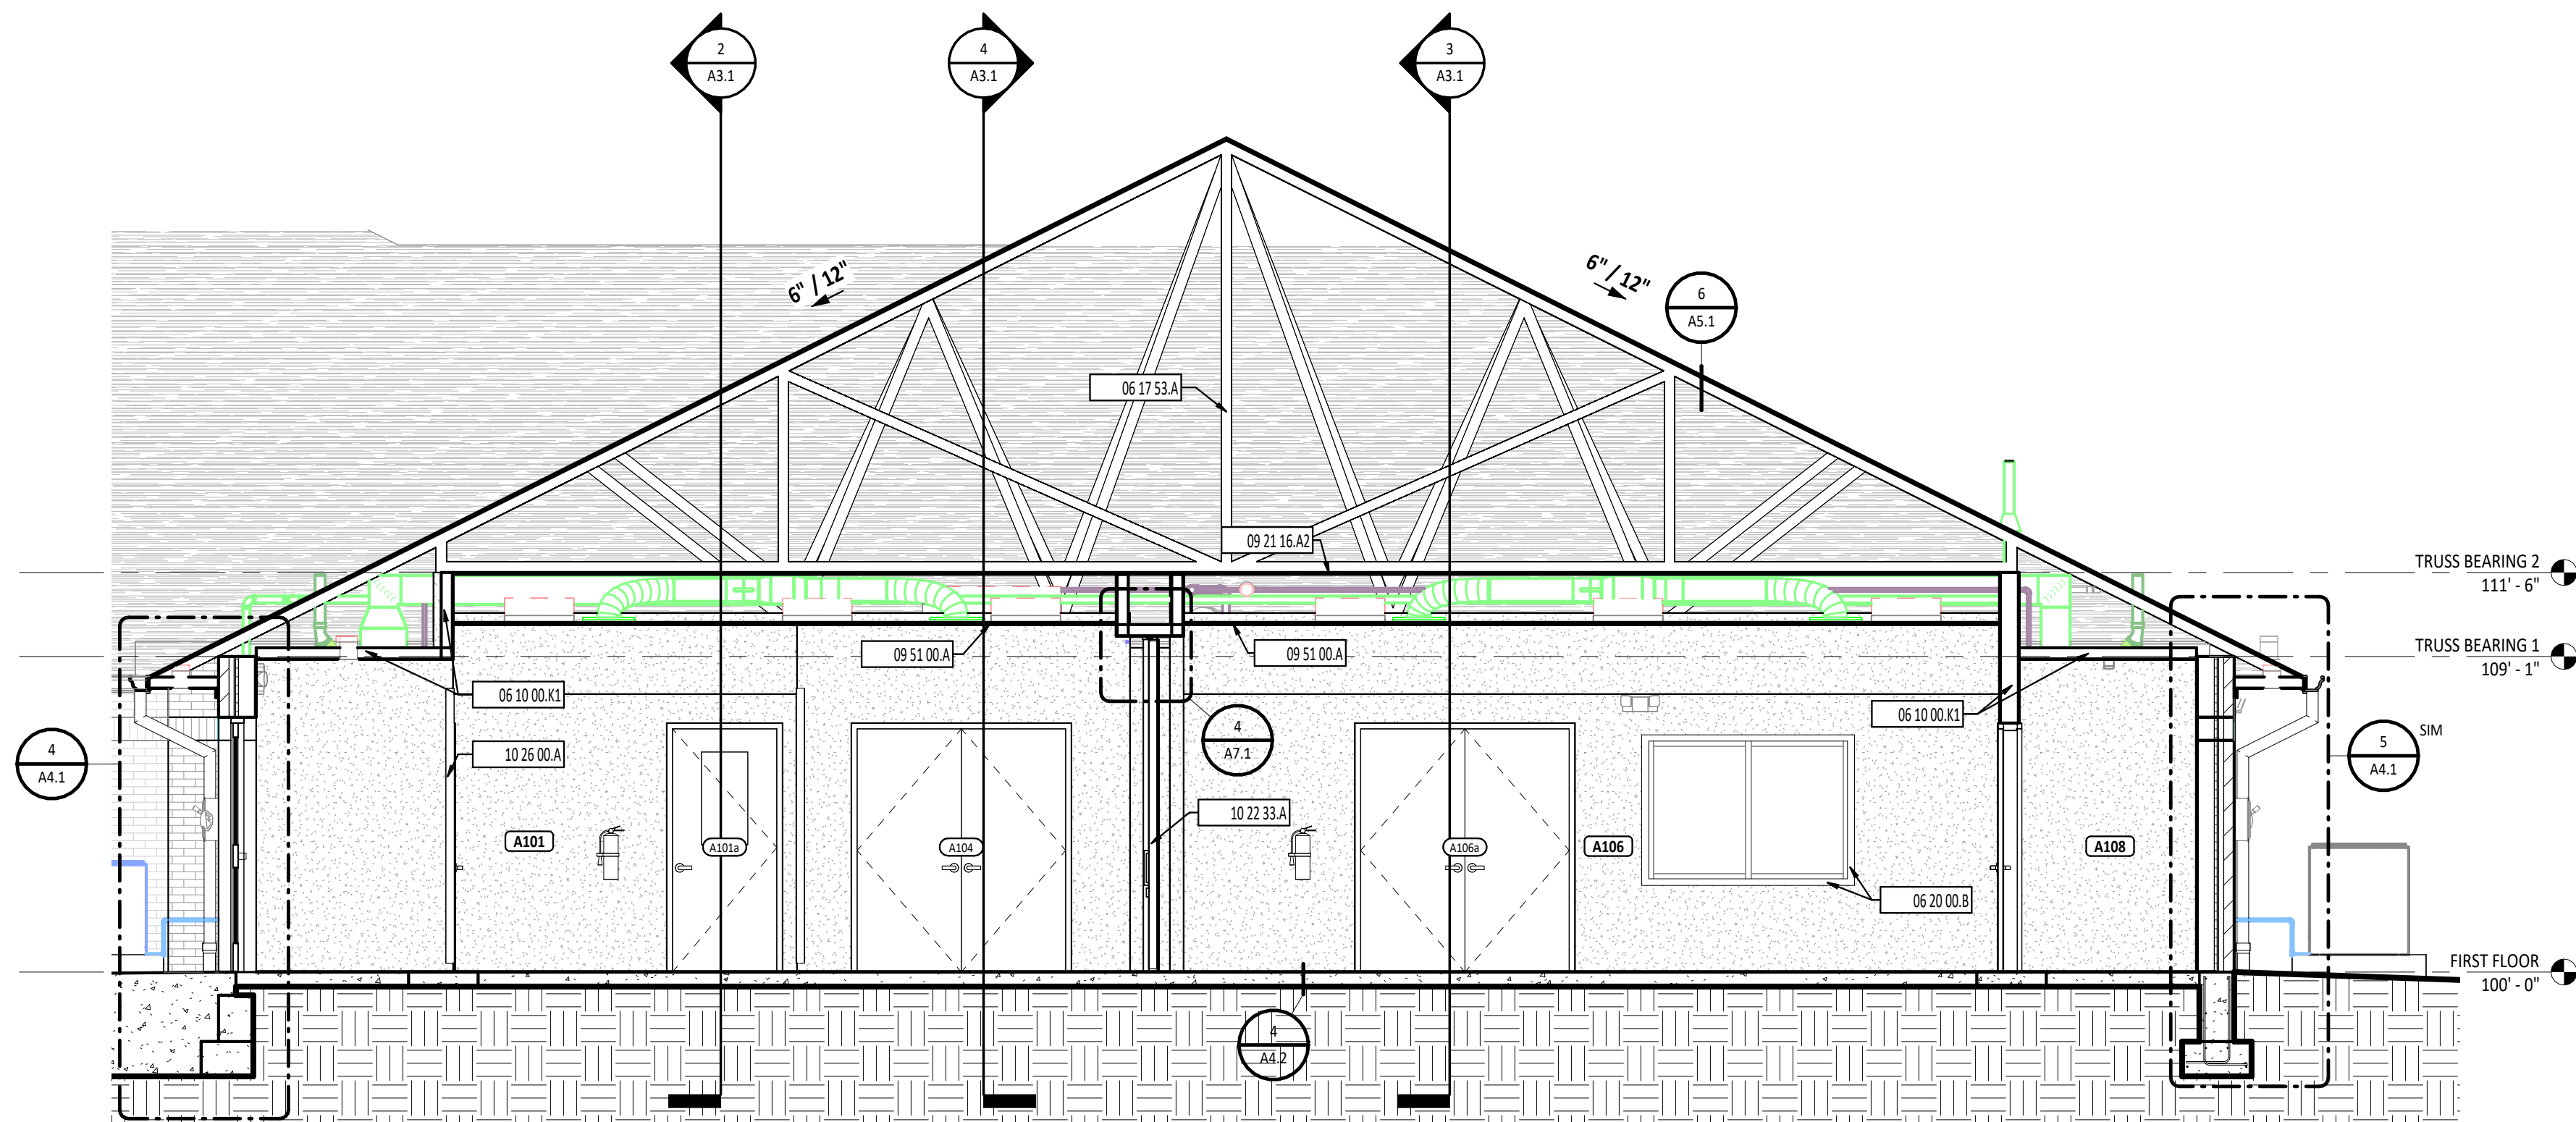 2
A3.1
4
A3.1
3
A3.1
6" / 12"
6" / 12"
6
A5.1
06 17 53.A
09 21 16.A2
TRUSS BEARING 2
111' - 6"
09 51 00.A
09 51 00.A
TRUSS BEARING 1
109' - 1"
06 10 00.K1
06 10 00.K1
4
A7.1
SIM
4
A4.1
10 26 00.A
5
A4.1
10 22 33.A
A101
A101a
A104
A106a
A106
A108
06 20 00.B
FIRST FLOOR
100' - 0"
4
A4.2